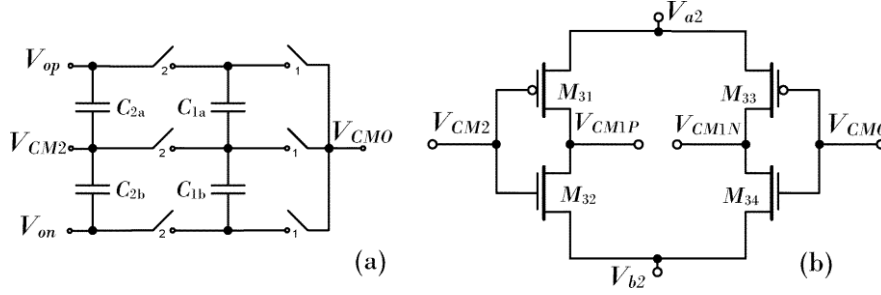 V_op
2
1
C_2a
C_1a
V_CM2
2
1
V_CMO
C_2b
C_1b
V_on
2
1
(a)
V_a2
M_31
M_33
V_CM2
V_CM1P
V_CM1N
V_CMO
M_32
M_34
V_b2
(b)